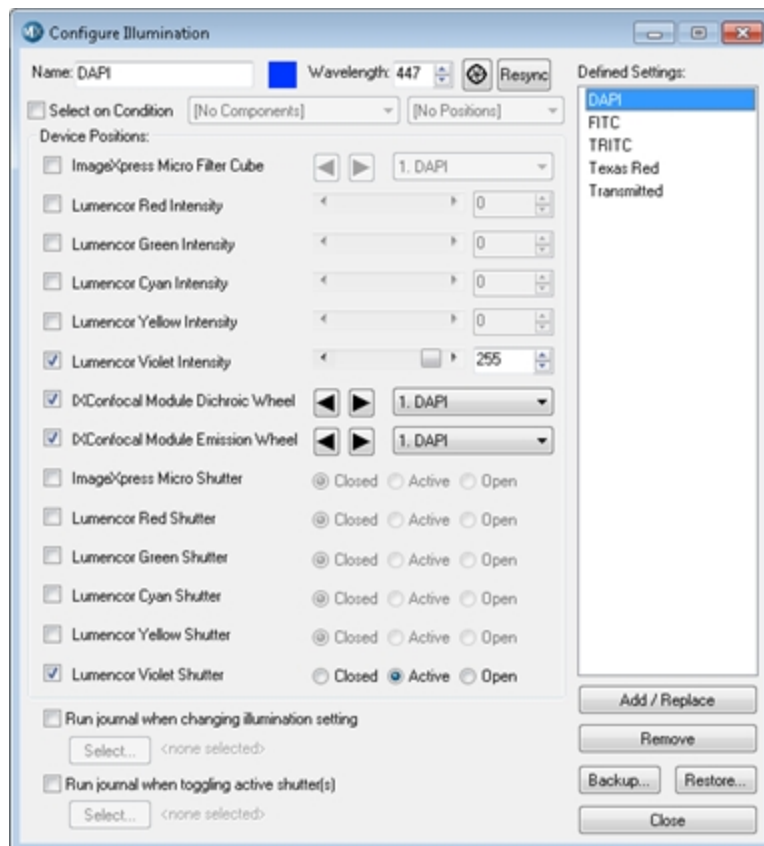 Configure Illumination
Name: DAPI Wavelength: 447 Resync Defined Settings:
Select on Condition [No Components] [No Positions] DAPI
Device Positions: FITC
TRITC
ImageXpress Micro Filter Cube 1. DAPI Texas Red
Transmitted
Lumencor Red Intensity 0
Lumencor Green Intensity 0
Lumencor Cyan Intensity 0
Lumencor Yellow Intensity 0
Lumencor Violet Intensity 255
IXConfocal Module Dichroic Wheel 1. DAPI
IXConfocal Module Emission Wheel 1. DAPI
ImageXpress Micro Shutter Closed Active Open
Lumencor Red Shutter Closed Active Open
Lumencor Green Shutter Closed Active Open
Lumencor Cyan Shutter Closed Active Open
Lumencor Yellow Shutter Closed Active Open
Lumencor Violet Shutter Closed Active Open
Add / Replace
Run journal when changing illumination setting
Remove
Select... <none selected>
Run journal when toggling active shutter(s) Backup... Restore...
Select... <none selected> Close